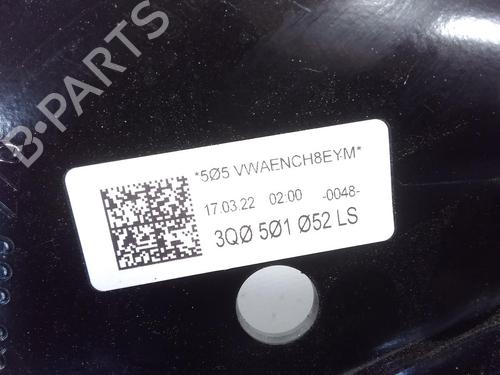 B-PARTS
*5Ø5 VWAENCH8EYM*
17.03.22 02:00 -0048-
3QØ 5Ø1 Ø52 LS